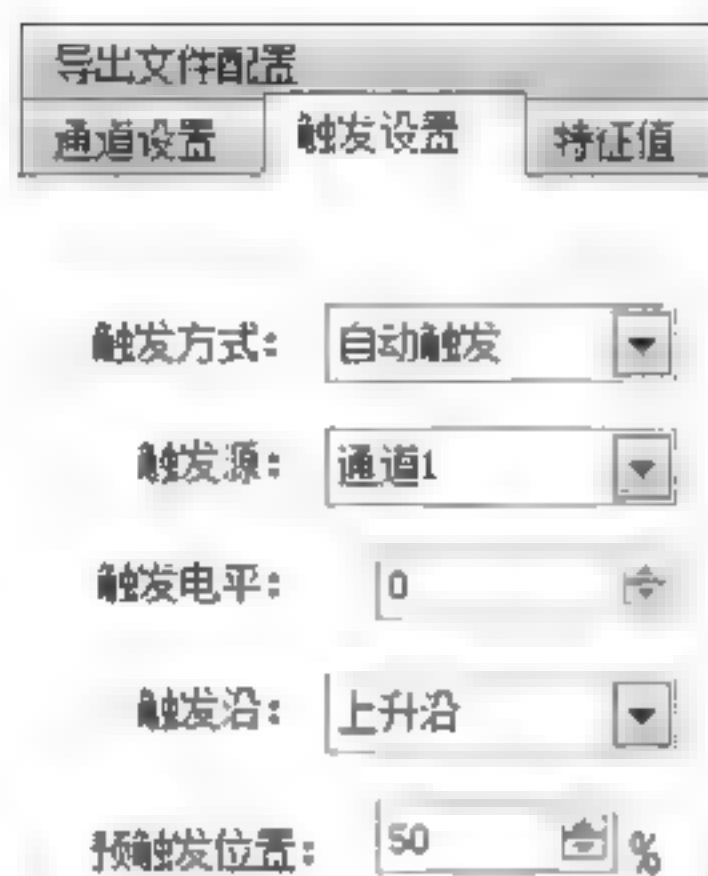 导出文件配置
通道设置 触发设置 特征值
触发方式: 自动触发
触发源: 通道1
触发电平: 0
触发沿: 上升沿
预触发位置: 50 %